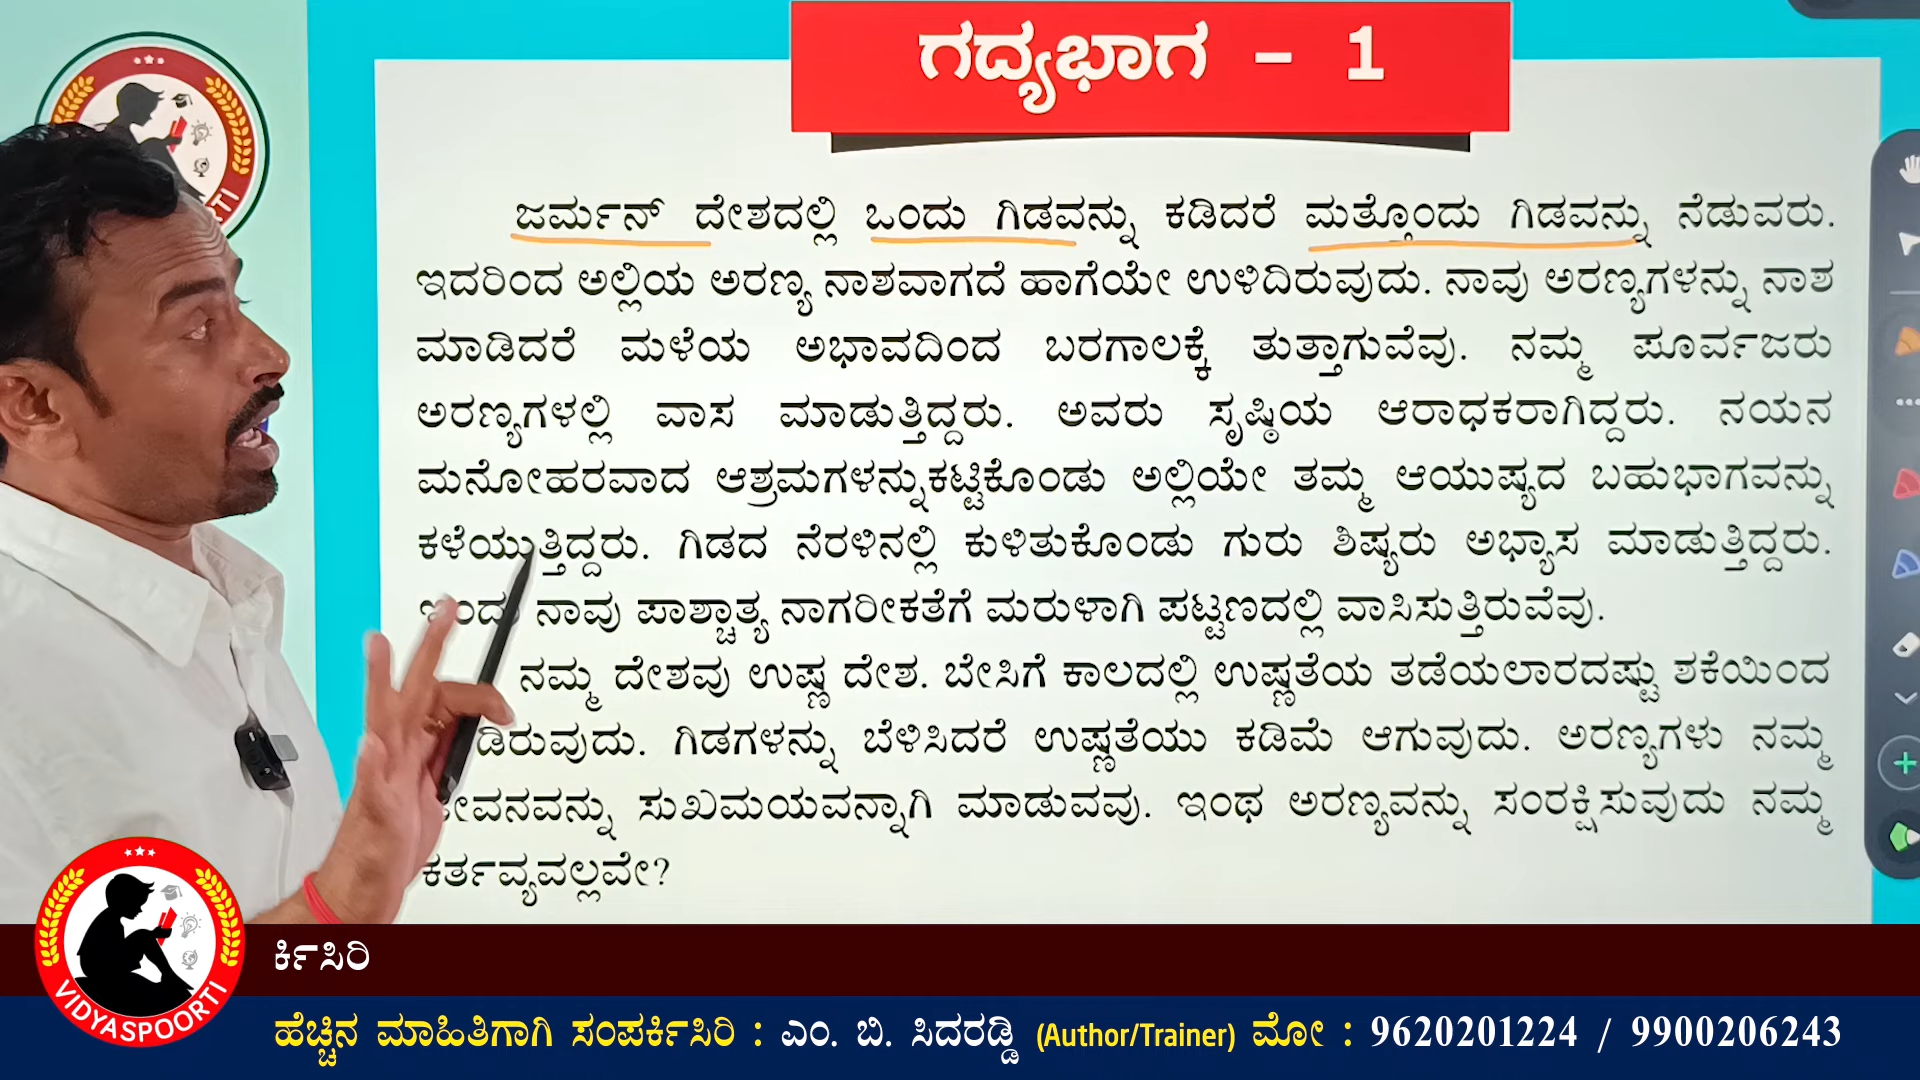 ಗದ್ಯಭಾಗ - 1
ಜರ್ಮನ್ ದೇಶದಲ್ಲಿ ಒಂದು ಗಿಡವನ್ನು ಕಡಿದರೆ ಮತ್ತೊಂದು ಗಿಡವನ್ನು ನೆಡುವರು.
ಇದರಿಂದ ಅಲ್ಲಿಯ ಅರಣ್ಯ ನಾಶವಾಗದೆ ಹಾಗೆಯೇ ಉಳಿದಿರುವುದು. ನಾವು ಅರಣ್ಯಗಳನ್ನು ನಾಶ
ಮಾಡಿದರೆ ಮಳೆಯ ಅಭಾವದಿಂದ ಬರಗಾಲಕ್ಕೆ ತುತ್ತಾಗುವೆವು. ನಮ್ಮ ಪೂರ್ವಜರು
ಅರಣ್ಯಗಳಲ್ಲಿ ವಾಸ ಮಾಡುತ್ತಿದ್ದರು. ಅವರು ಸೃಷ್ಠಿಯ ಆರಾಧಕರಾಗಿದ್ದರು. ನಯನ
ಮನೋಹರವಾದ ಆಶ್ರಮಗಳನ್ನುಕಟ್ಟಿಕೊಂಡು ಅಲ್ಲಿಯೇ ತಮ್ಮ ಆಯುಷ್ಯದ ಬಹುಭಾಗವನ್ನು
ಕಳೆಯುತ್ತಿದ್ದರು. ಗಿಡದ ನೆರಳಿನಲ್ಲಿ ಕುಳಿತುಕೊಂಡು ಗುರು ಶಿಷ್ಯರು ಅಭ್ಯಾಸ ಮಾಡುತ್ತಿದ್ದರು.
ಇಂದು ನಾವು ಪಾಶ್ಚಾತ್ಯ ನಾಗರೀಕತೆಗೆ ಮರುಳಾಗಿ ಪಟ್ಟಣದಲ್ಲಿ ವಾಸಿಸುತ್ತಿರುವೆವು.
ನಮ್ಮ ದೇಶವು ಉಷ್ಣ ದೇಶ. ಬೇಸಿಗೆ ಕಾಲದಲ್ಲಿ ಉಷ್ಣತೆಯ ತಡೆಯಲಾರದಷ್ಟು ಶಕೆಯಿಂದ
ಗಿಡಗಳನ್ನು ಬೆಳಿಸಿದರೆ ಉಷ್ಣತೆಯು ಕಡಿಮೆ ಆಗುವುದು. ಅರಣ್ಯಗಳು ನಮ್ಮ
ಸುಖಮಯವನ್ನಾಗಿ ಮಾಡುವವು. ಇಂಥ ಅರಣ್ಯವನ್ನು ಸಂರಕ್ಷಿಸುವುದು ನಮ್ಮ
ಕರ್ತವ್ಯವಲ್ಲವೇ?
ರ್ಕಿಸಿರಿ
VIDYASPOORTI
ಹೆಚ್ಚಿನ ಮಾಹಿತಿಗಾಗಿ ಸಂಪರ್ಕಿಸಿರಿ : ಎಂ. ಬಿ. ಸಿದರಡ್ಡಿ (Author/Trainer) ಮೋ : 9620201224 / 9900206243